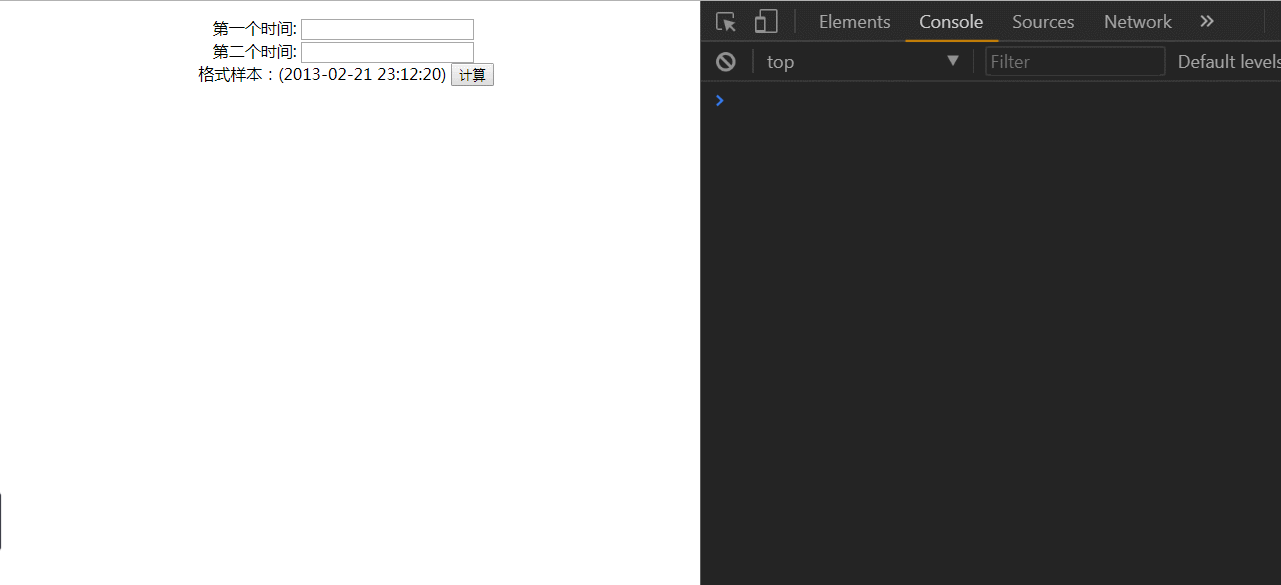 第一个时间:
第二个时间:
格式样本：(2013-02-21 23:12:20) 计算
Elements Console Sources Network
top Filter Default levels